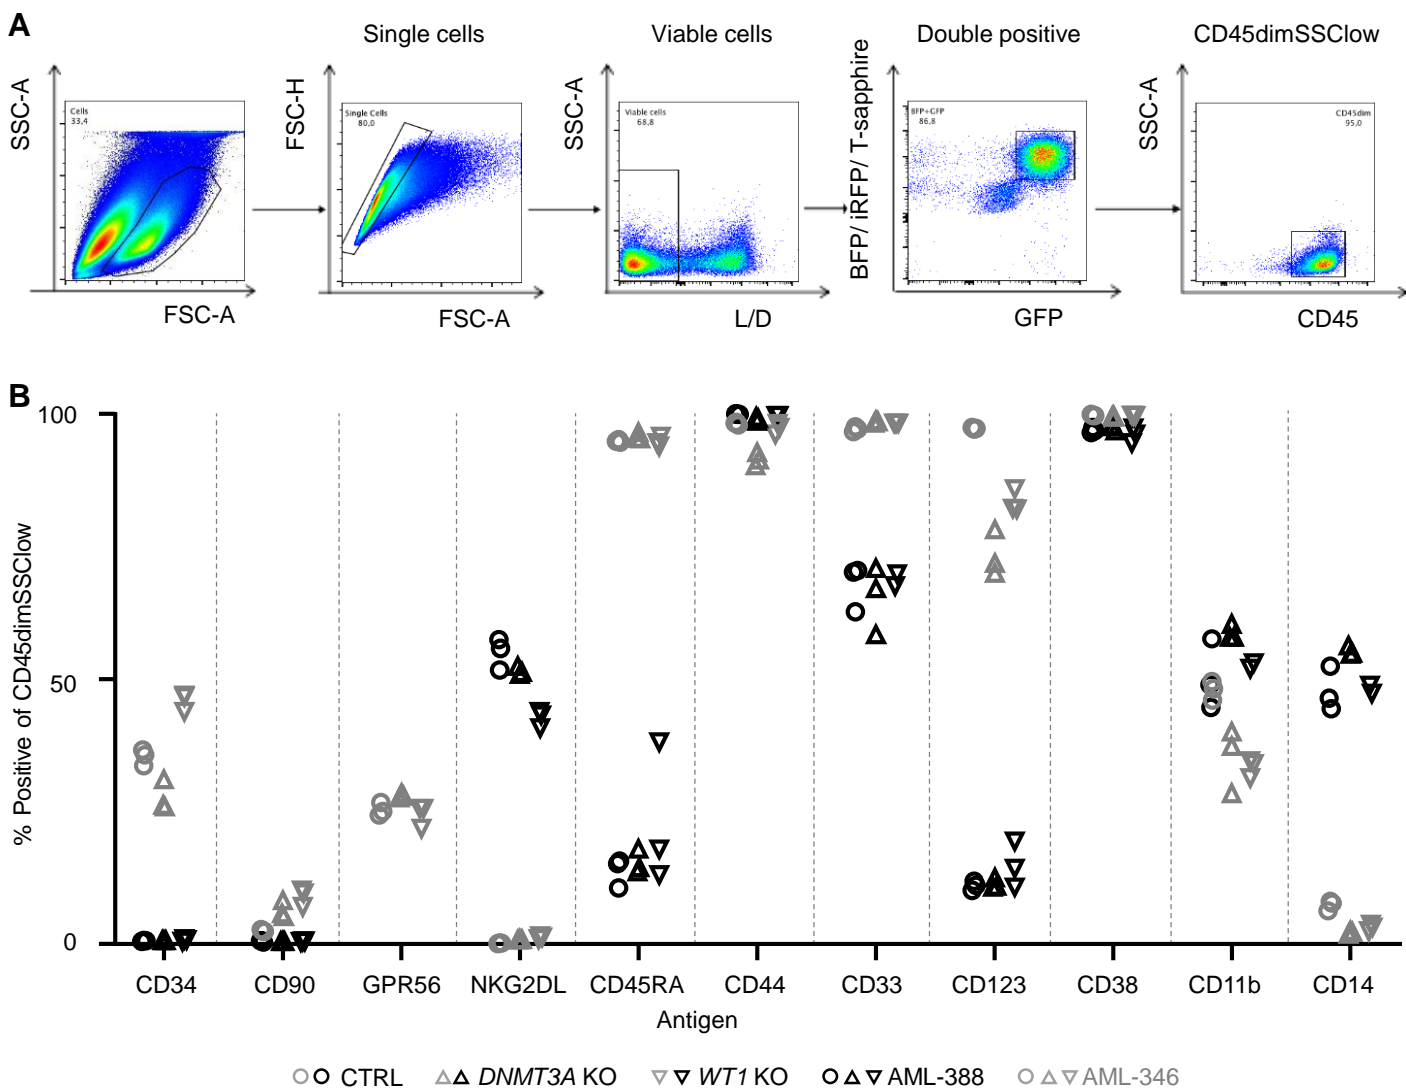 A
Single cells
Viable cells
Double positive
CD45dimSSClow
SSC-A
Cells
33,4
FSC-A
FSC-H
Single Cells
80,0
FSC-A
SSC-A
Viable cells
68,8
L/D
BFP/ iRFP/ T-sapphire
BFP+GFP
86,8
GFP
SSC-A
CD45dim
95,0
CD45
B
% Positive of CD45dimSSClow
100
50
0
CD34 CD90 GPR56 NKG2DL CD45RA CD44 CD33 CD123 CD38 CD11b CD14
Antigen
CTRL DNMT3A KO WT1 KO AML-388 AML-346